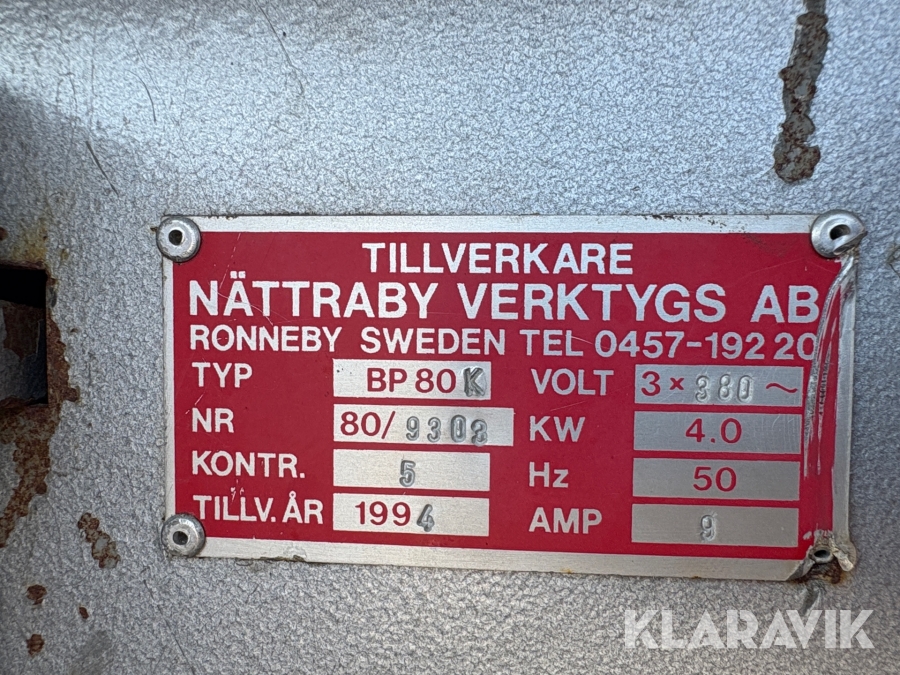 TILLVERKARE
NÄTTRABY VERKTYGS AB
RONNEBY SWEDEN TEL 0457-192 20
TYP BP 80 K VOLT 3 × 380 ~
NR 80/ 9303 KW 4.0
KONTR. 5 Hz 50
TILLV. ÅR 1994 AMP 9
KLARAVIK